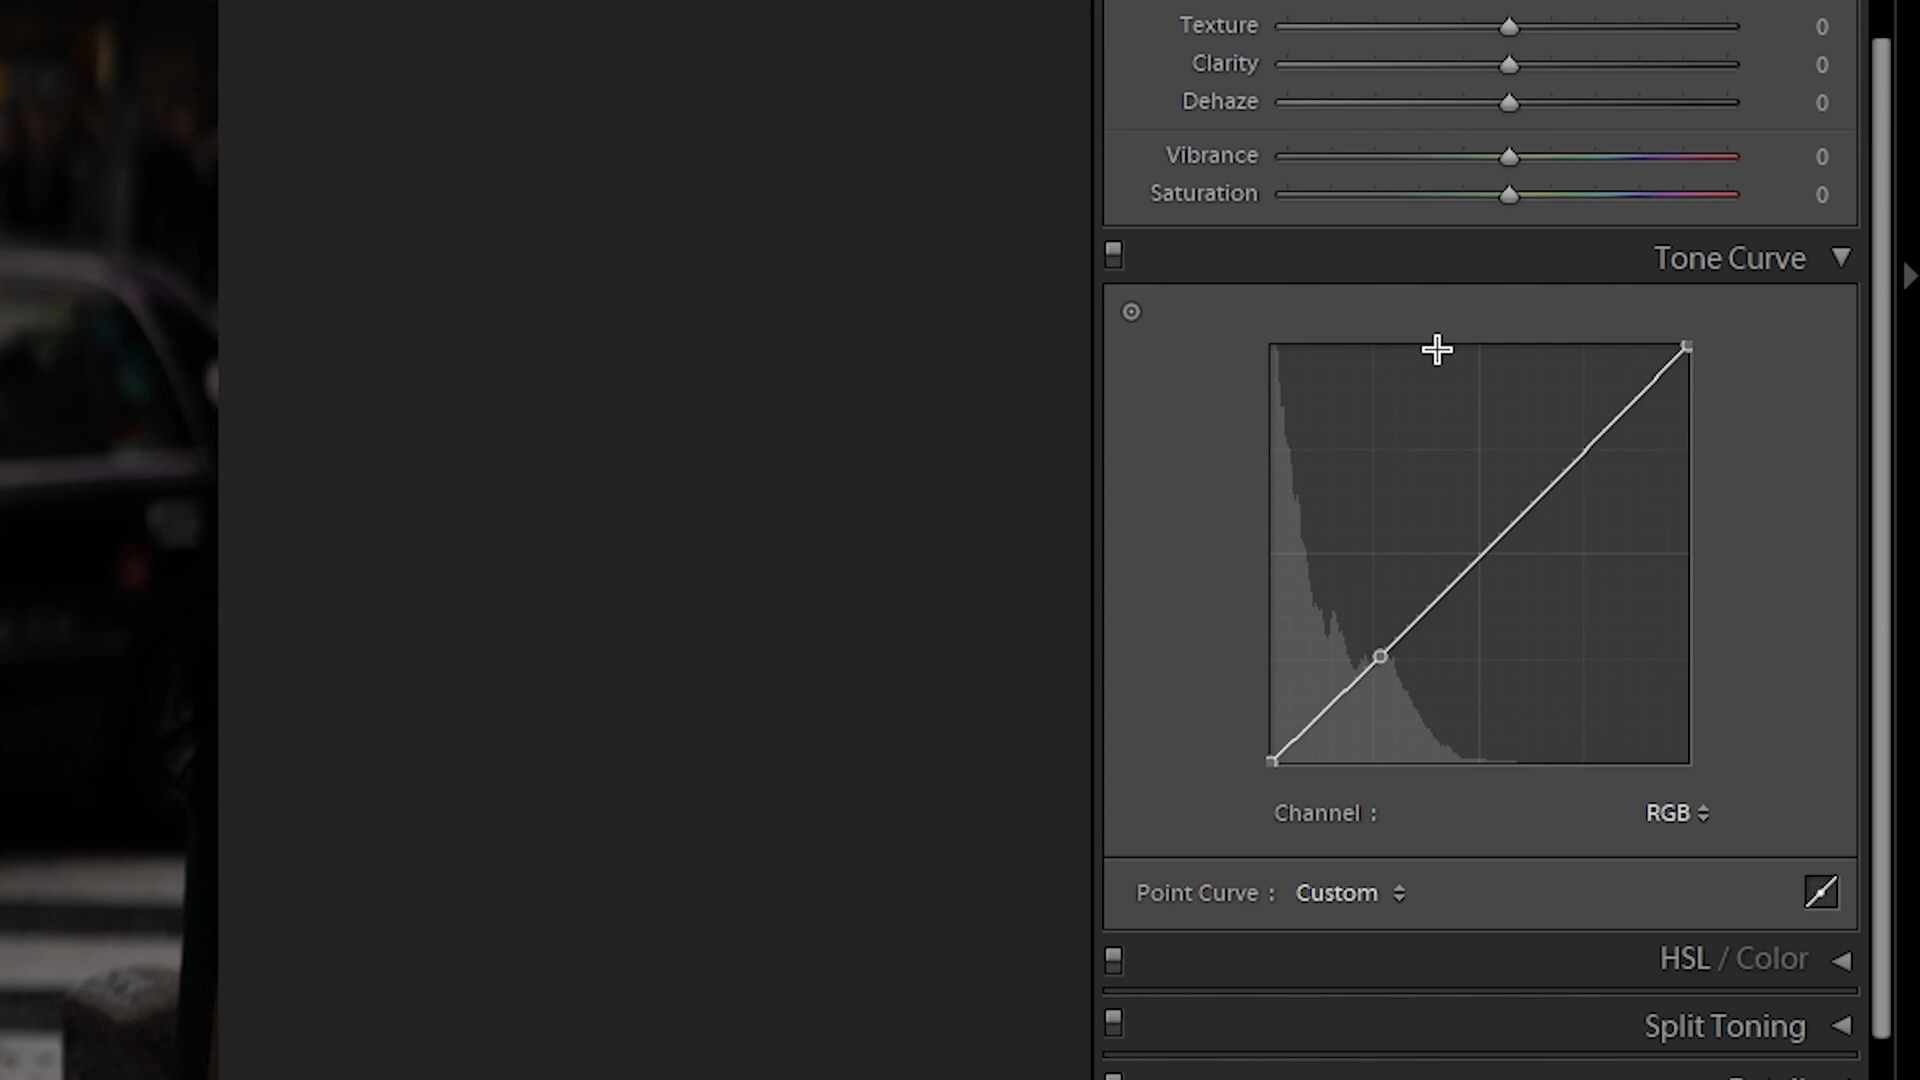 Texture 0
Clarity 0
Dehaze 0
Vibrance 0
Saturation 0
Tone Curve
Channel : RGB
Point Curve : Custom
HSL / Color
Split Toning